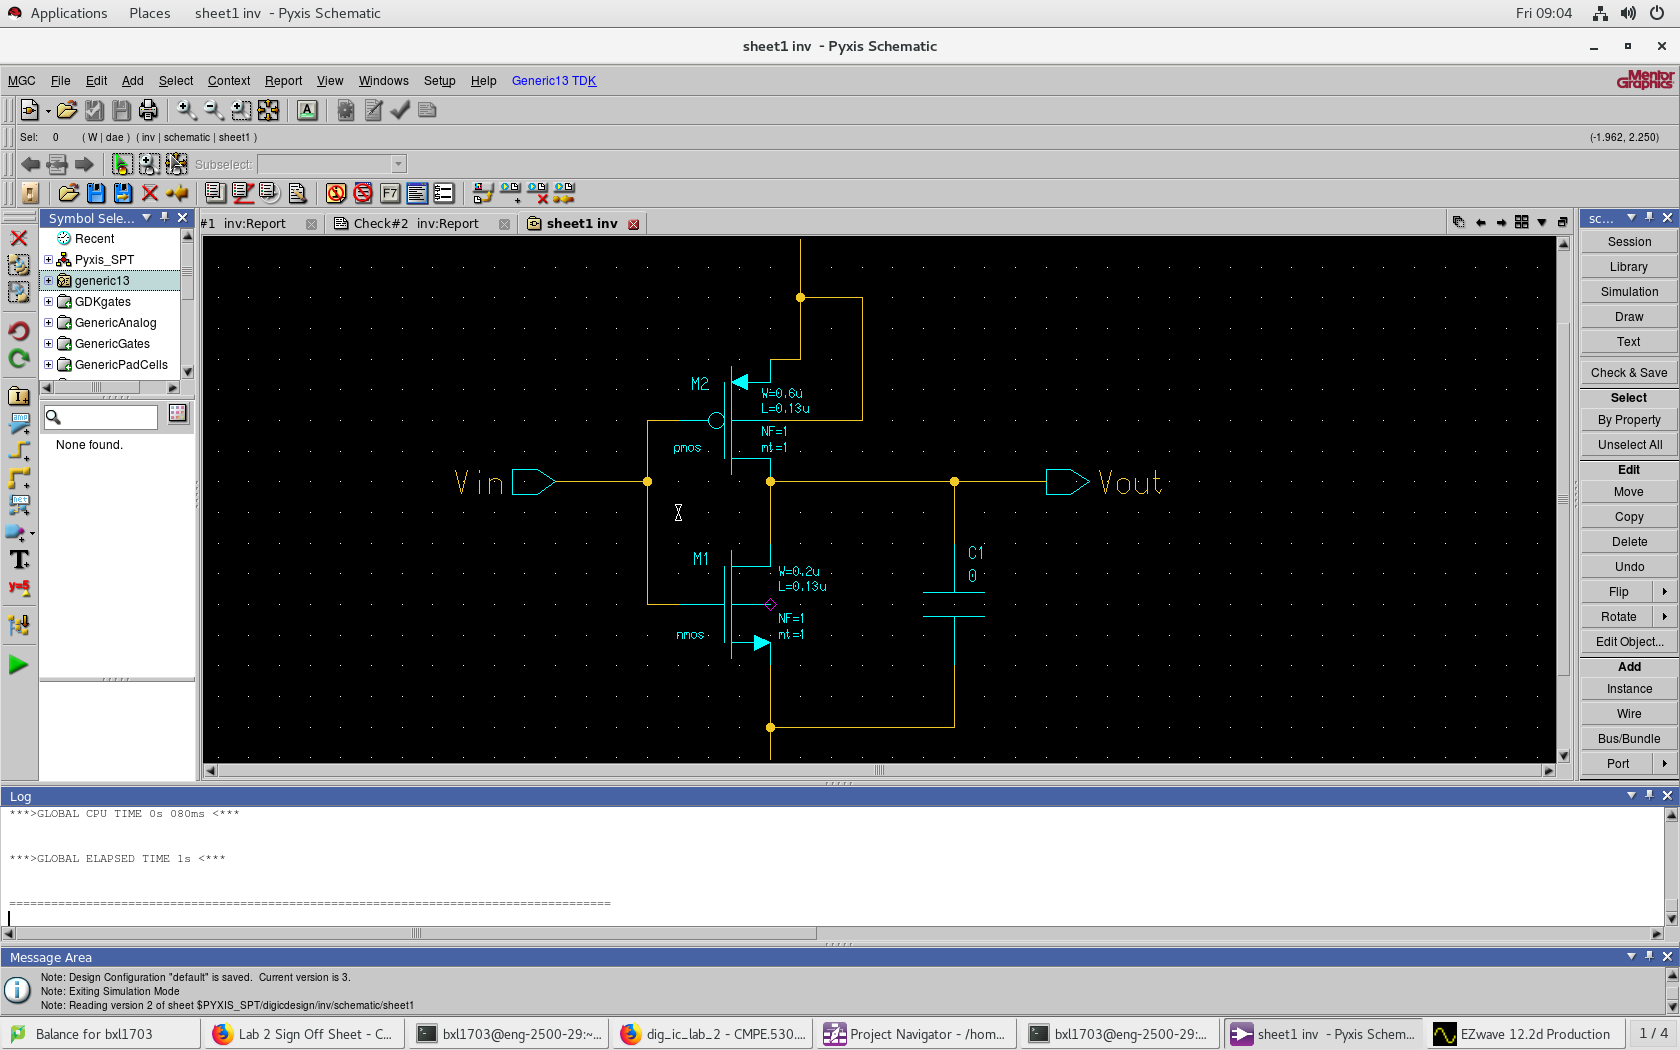 Applications Places sheet1 inv - Pyxis Schematic Fri 09:04
sheet1 inv - Pyxis Schematic
MGC File Edit Add Select Context Report View Windows Setup Help Generic13 TDK
Mentor
Graphics
A
Sel: 0 ( W | dae ) ( inv | schematic | sheet1 ) (-1.962, 2.250)
Subselect:
F7
Symbol Sele...
Recent
Pyxis_SPT
generic13
GDKgates
GenericAnalog
GenericGates
GenericPadCells
None found.
#1 inv:Report
Check#2 inv:Report
sheet1 inv
M2
W=0.6u
L=0.13u
NF=1
mt=1
pmos
Vin
Vout
M1
W=0.2u
L=0.13u
NF=1
mt=1
nmos
C1
0
sc...
Session
Library
Simulation
Draw
Text
Check & Save
Select
By Property
Unselect All
Edit
Move
Copy
Delete
Undo
Flip
Rotate
Edit Object...
Add
Instance
Wire
Bus/Bundle
Port
Log
***>GLOBAL CPU TIME 0s 080ms <***
***>GLOBAL ELAPSED TIME 1s <***
======================================================================================
Message Area
Note: Design Configuration "default" is saved. Current version is 3.
Note: Exiting Simulation Mode
Note: Reading version 2 of sheet $PYXIS_SPT/digicdesign/inv/schematic/sheet1
Balance for bxl1703
Lab 2 Sign Off Sheet - C...
bxl1703@eng-2500-29:~...
dig_ic_lab_2 - CMPE.530....
Project Navigator - /hom...
bxl1703@eng-2500-29:...
sheet1 inv - Pyxis Schem...
EZwave 12.2d Production
1 / 4